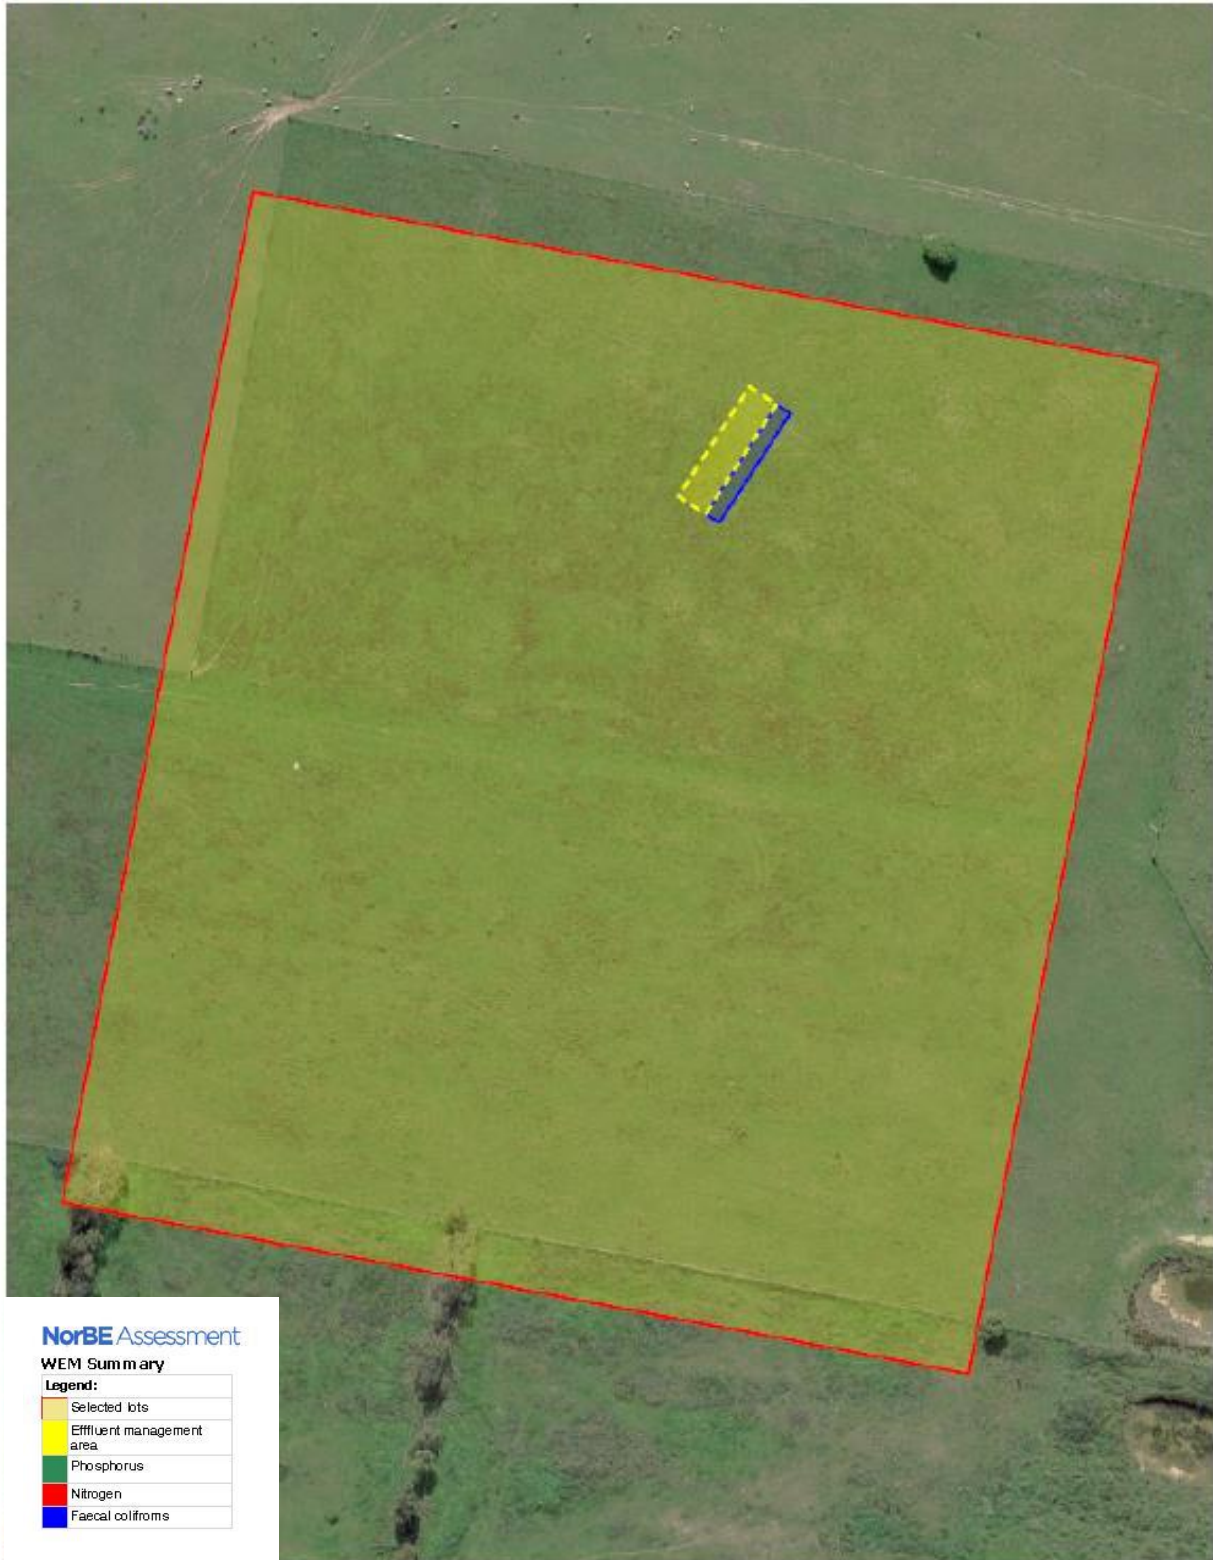 NorBE Assessment
WEM Summary
Legend:
Selected lots
Efffluent management
area
Phosphorus
Nitrogen
Faecal colifroms